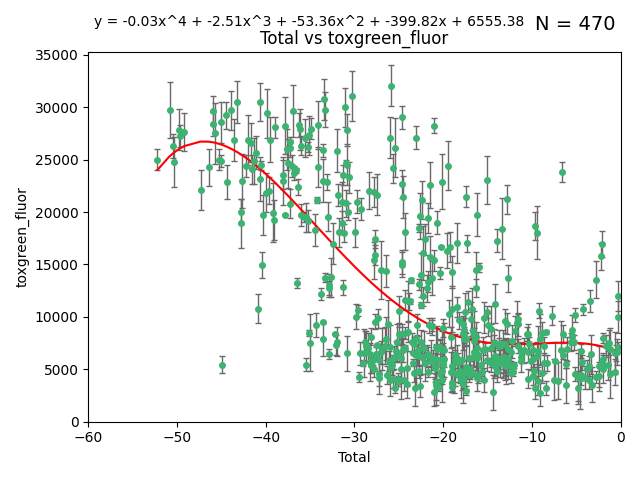 y = -0.03x^4 + -2.51x^3 + -53.36x^2 + -399.82x + 6555.38 N = 470
Total vs toxgreen_fluor
35000
30000
25000
20000
15000
10000
5000
0
toxgreen_fluor
−60 −50 −40 −30 −20 −10 0
Total